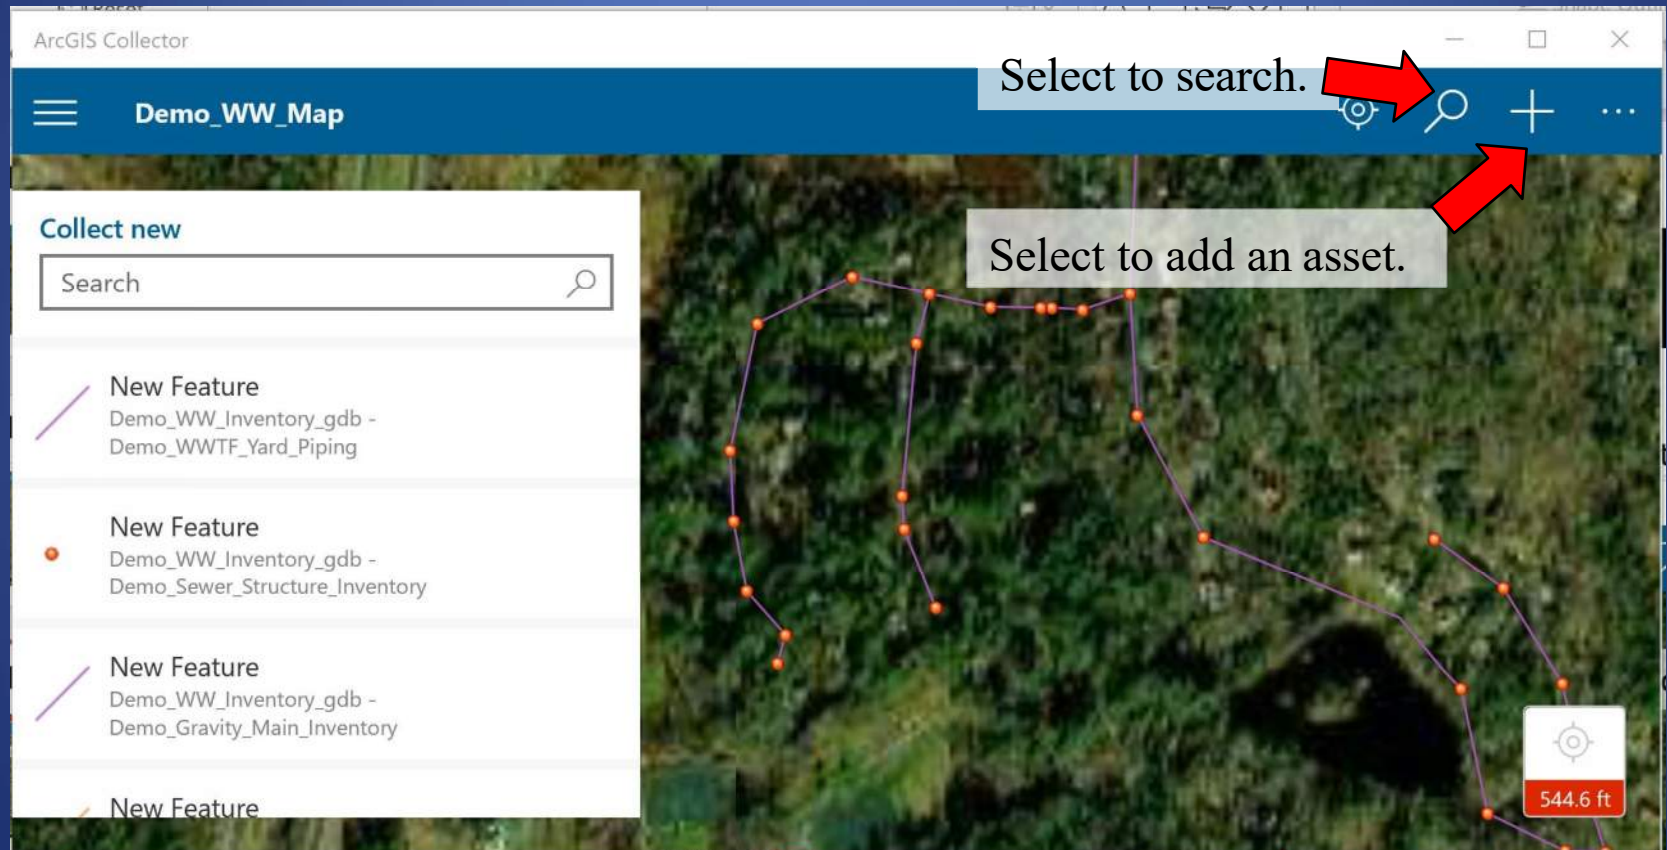 ArcGIS Collector
Select to search.
Demo_WW_Map
Collect new
Search
Select to add an asset.
New Feature
Demo_WW_Inventory_gdb -
Demo_WWTF_Yard_Piping
New Feature
Demo_WW_Inventory_gdb -
Demo_Sewer_Structure_Inventory
New Feature
Demo_WW_Inventory_gdb -
Demo_Gravity_Main_Inventory
New Feature
544.6 ft